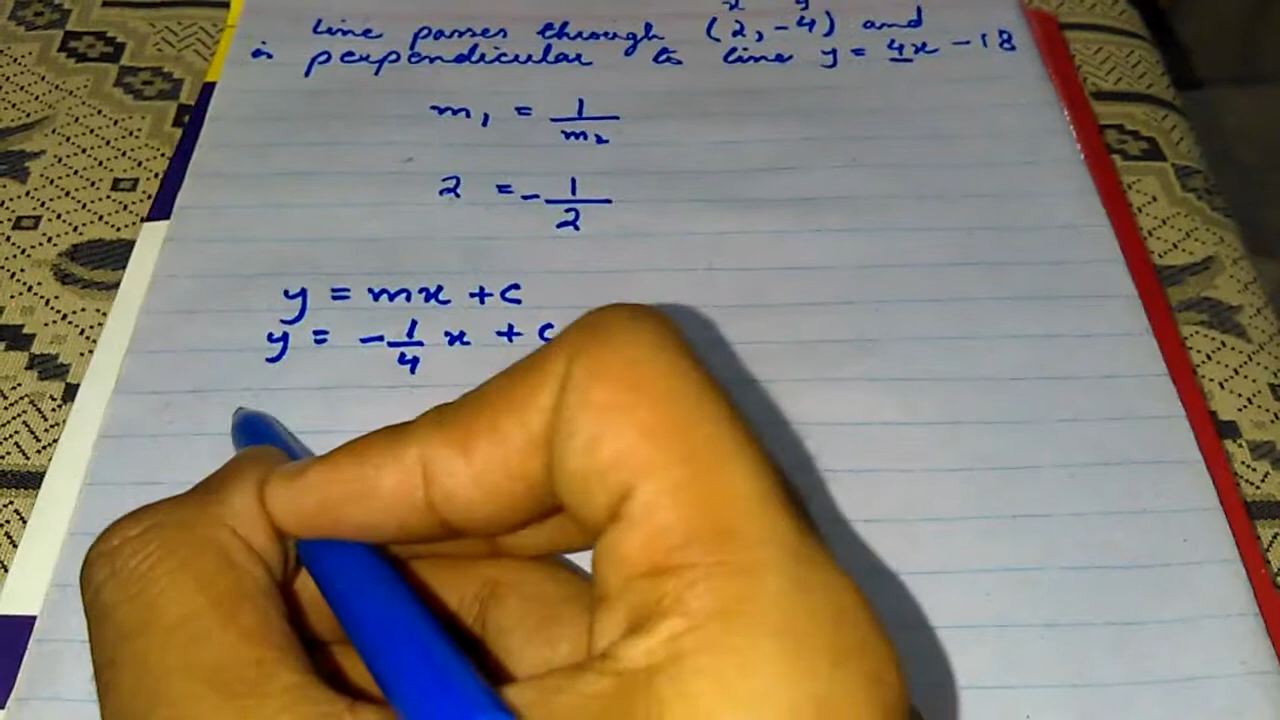 x y
line passes through (2,-4) and
is perpendicular to line y = 4x - 18
m₁ = 1/m₂
2 = -1/2
y = mx + c
y = -1/4 x + c